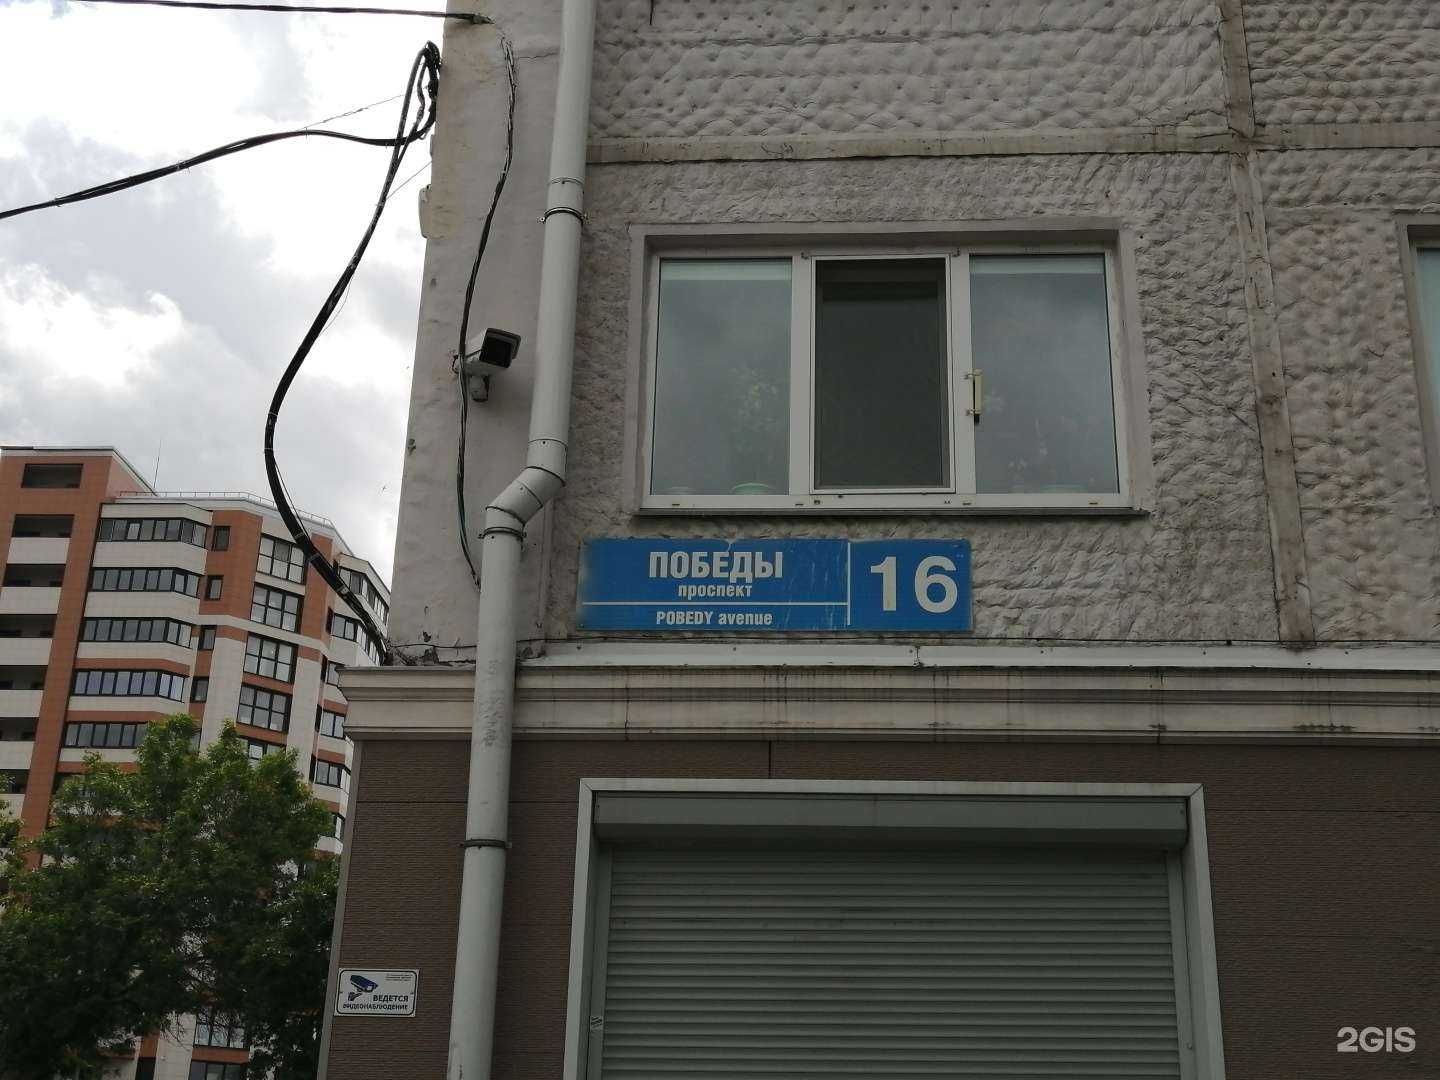 ПОБЕДЫ
проспект
POBEDY avenue
16
ВЕДЕТСЯ
ВИДЕОНАБЛЮДЕНИЕ
2GIS